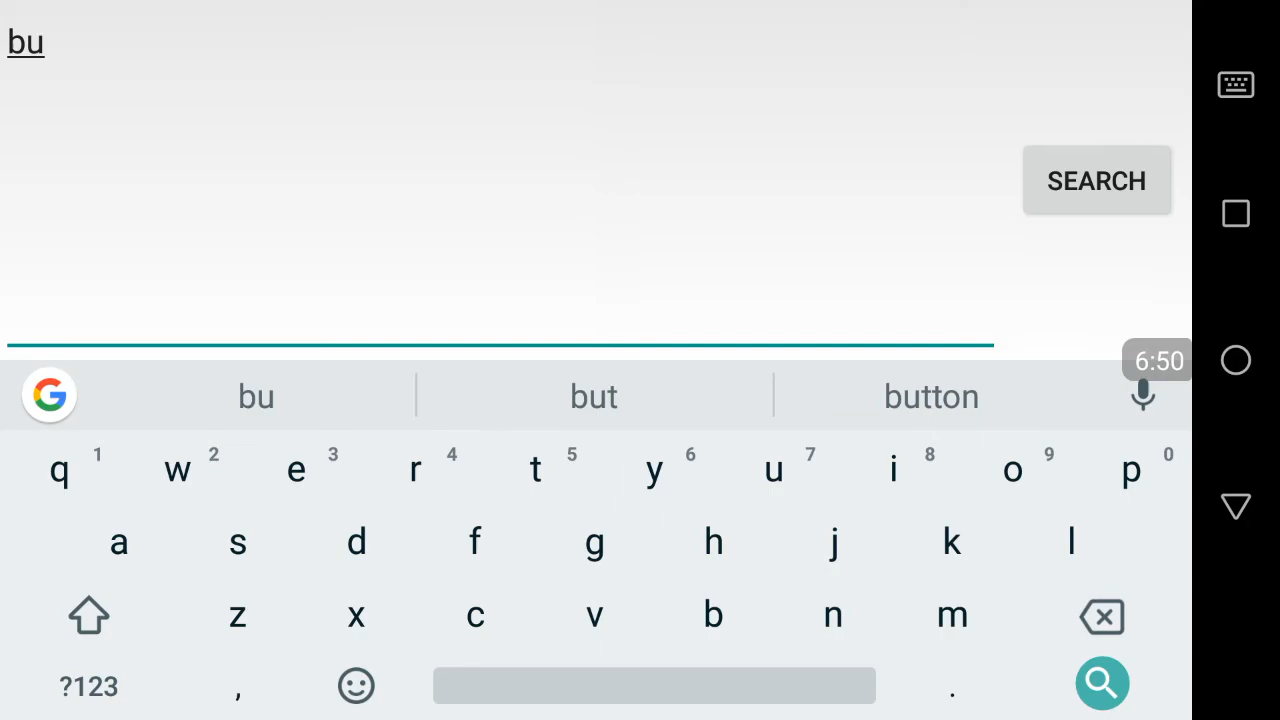 bu
SEARCH
6:50
bu but button
q 1 w 2 e 3 r 4 t 5 y 6 u 7 i 8 o 9 p 0
a s d f g h j k l
z x c v b n m
?123 , .